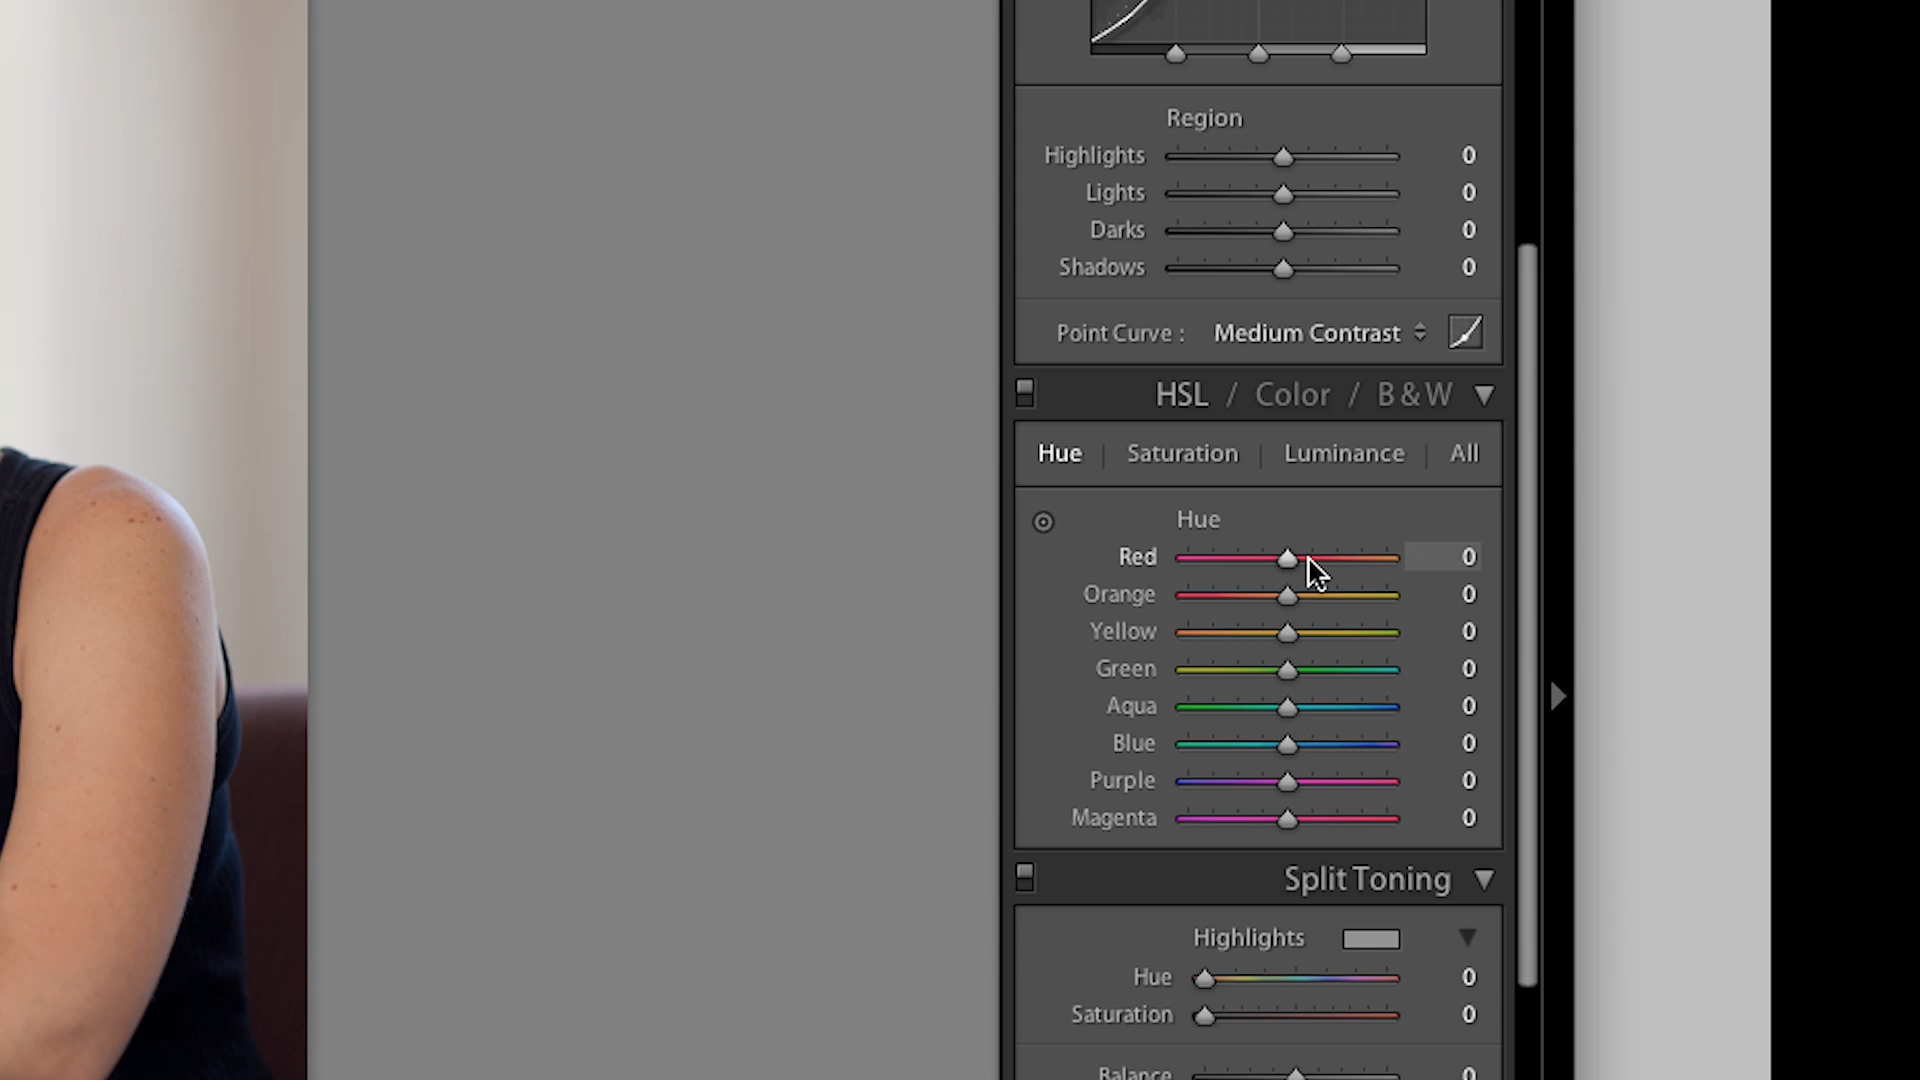 Region
Highlights 0
Lights 0
Darks 0
Shadows 0
Point Curve : Medium Contrast
HSL / Color / B & W
Hue | Saturation | Luminance | All
Hue
Red 0
Orange 0
Yellow 0
Green 0
Aqua 0
Blue 0
Purple 0
Magenta 0
Split Toning
Highlights
Hue 0
Saturation 0
Balance 0